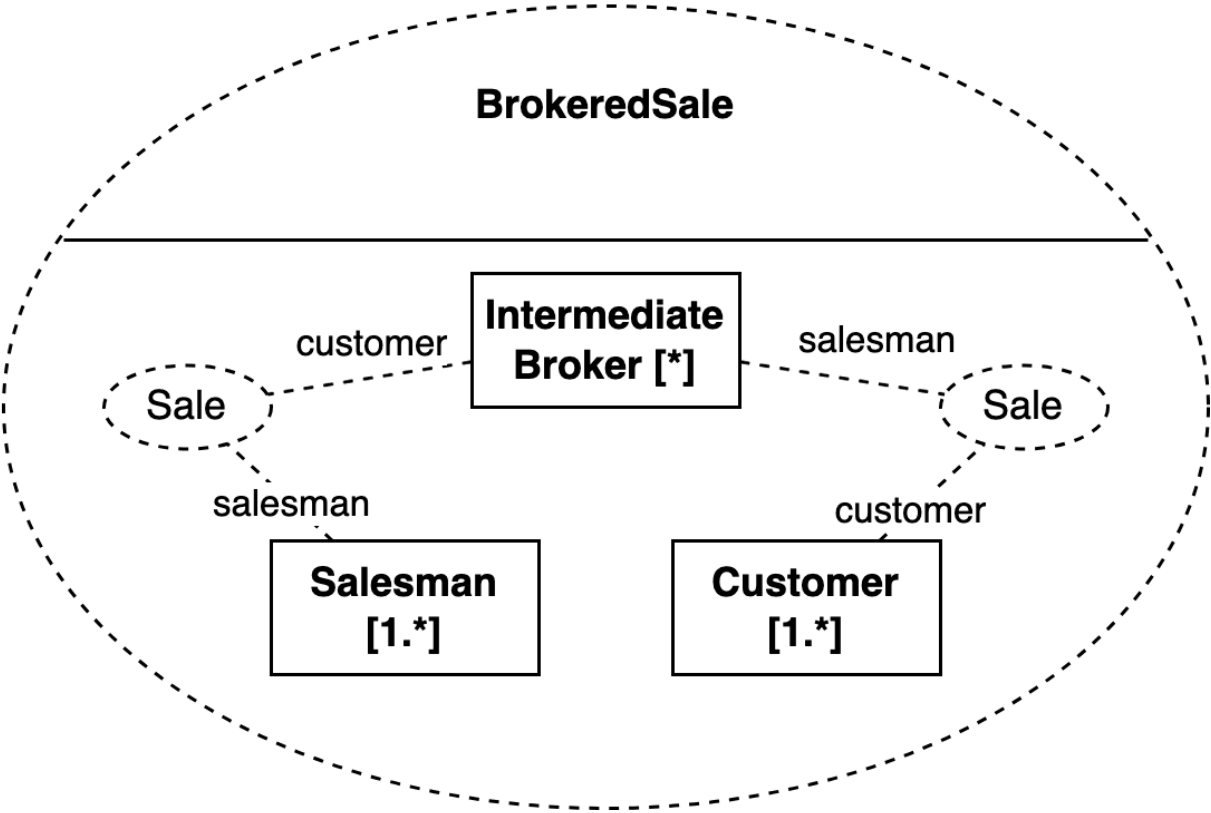 BrokeredSale
Intermediate
Broker [*]
customer
salesman
Sale
Sale
salesman
customer
Salesman
[1.*]
Customer
[1.*]